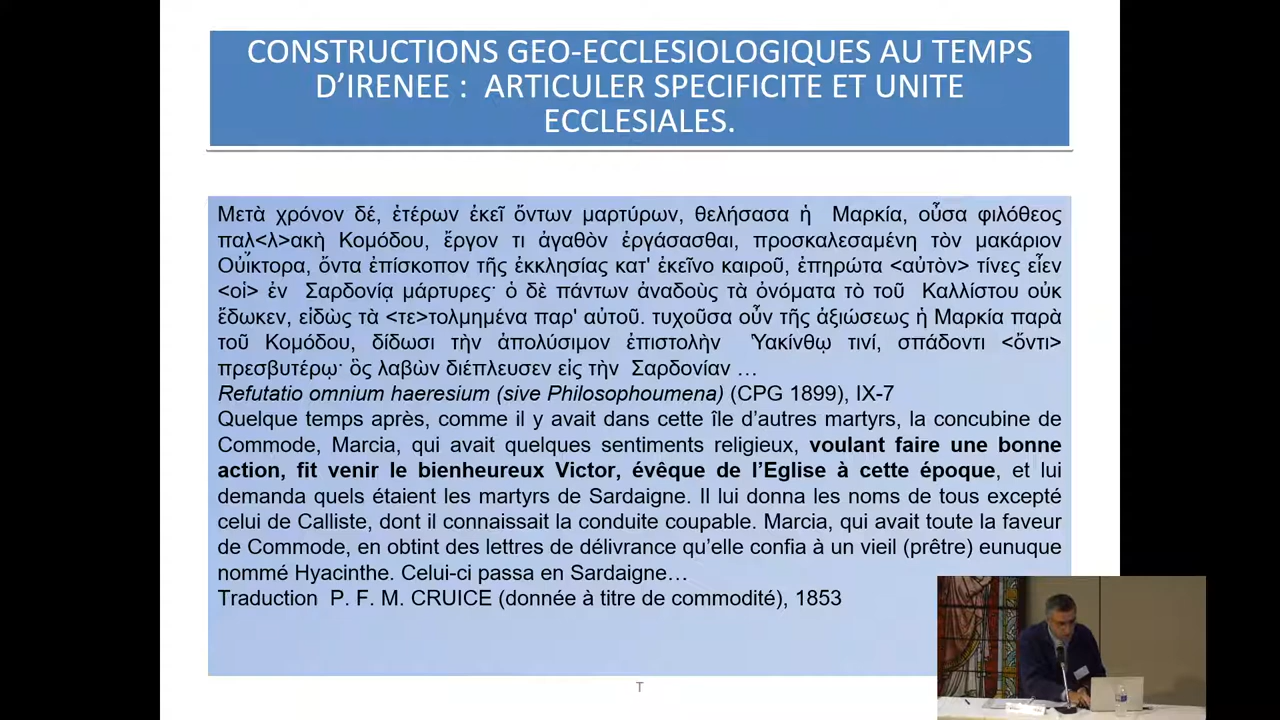 CONSTRUCTIONS GEO-ECCLESIOLOGIQUES AU TEMPS
D’IRENEE : ARTICULER SPECIFICITE ET UNITE
ECCLESIALES.
Μετὰ χρόνον δέ, ἑτέρων ἐκεῖ ὄντων μαρτύρων, θελήσασα ἡ Μαρκία, οὖσα φιλόθεος
παλ<λ>ακὴ Κομόδου, ἔργον τι ἀγαθὸν ἐργάσασθαι, προσκαλεσαμένη τὸν μακάριον
Οὐΐκτορα, ὄντα ἐπίσκοπον τῆς ἐκκλησίας κατ' ἐκεῖνο καιροῦ, ἐπηρώτα <αὐτὸν> τίνες εἶεν
<οἱ> ἐν Σαρδονίᾳ μάρτυρες· ὁ δὲ πάντων ἀναδοὺς τὰ ὀνόματα τὸ τοῦ Καλλίστου οὐκ
ἔδωκεν, εἰδὼς τὰ <τε>τολμημένα παρ' αὐτοῦ. τυχοῦσα οὖν τῆς ἀξιώσεως ἡ Μαρκία παρὰ
τοῦ Κομόδου, δίδωσι τὴν ἀπολύσιμον ἐπιστολὴν Ὑακίνθῳ τινί, σπάδοντι <ὄντι>
πρεσβυτέρῳ· ὃς λαβὼν διέπλευσεν εἰς τὴν Σαρδονίαν …
Refutatio omnium haeresium (sive Philosophoumena) (CPG 1899), IX-7
Quelque temps après, comme il y avait dans cette île d’autres martyrs, la concubine de
Commode, Marcia, qui avait quelques sentiments religieux, voulant faire une bonne
action, fit venir le bienheureux Victor, évêque de l’Eglise à cette époque, et lui
demanda quels étaient les martyrs de Sardaigne. Il lui donna les noms de tous excepté
celui de Calliste, dont il connaissait la conduite coupable. Marcia, qui avait toute la faveur
de Commode, en obtint des lettres de délivrance qu’elle confia à un vieil (prêtre) eunuque
nommé Hyacinthe. Celui-ci passa en Sardaigne…
Traduction P. F. M. CRUICE (donnée à titre de commodité), 1853
T